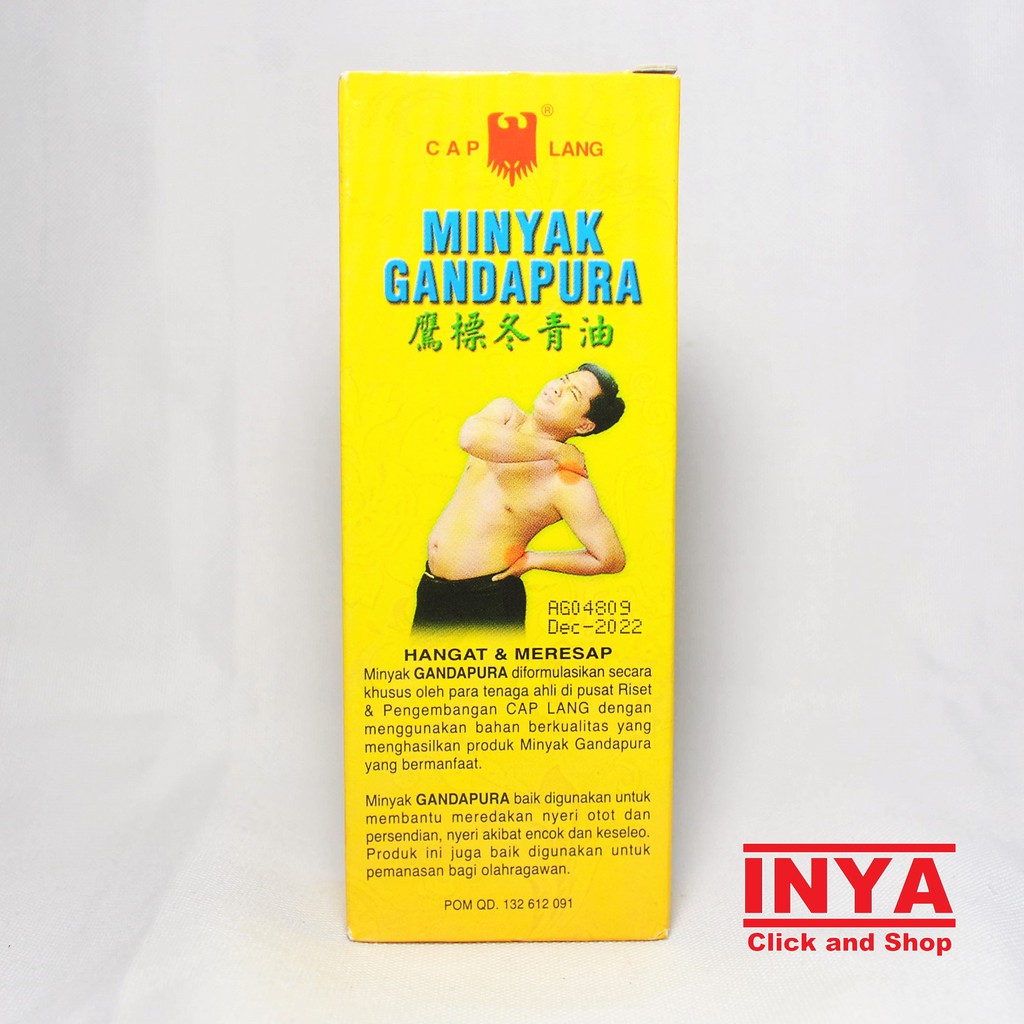 CAP LANG ®
MINYAK
GANDAPURA
鷹標冬青油
AG04809
Dec-2022
HANGAT & MERESAP
Minyak GANDAPURA diformulasikan secara
khusus oleh para tenaga ahli di pusat Riset
& Pengembangan CAP LANG dengan
menggunakan bahan berkualitas yang
menghasilkan produk Minyak Gandapura
yang bermanfaat.
Minyak GANDAPURA baik digunakan untuk
membantu meredakan nyeri otot dan
persendian, nyeri akibat encok dan keseleo.
Produk ini juga baik digunakan untuk
pemanasan bagi olahragawan.
POM QD. 132 612 091
INYA
Click and Shop